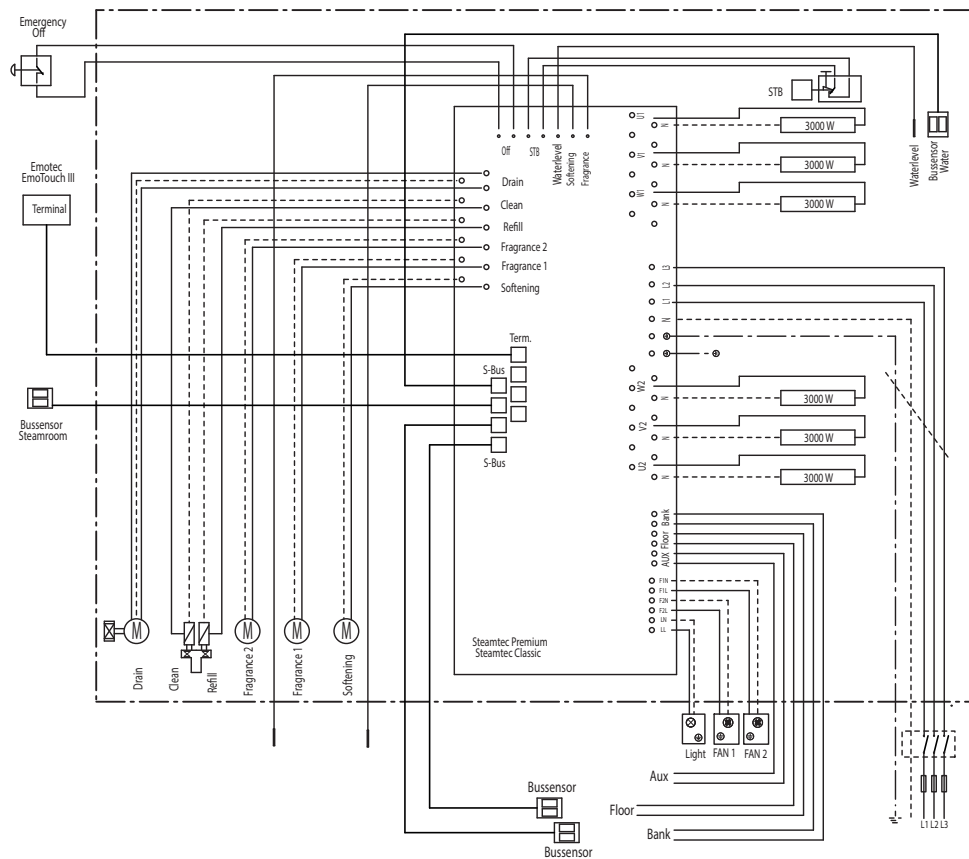 Emergency
Off
STB
Emotec
EmoTouch III
Terminal
Off
STB
Waterlevel
Softening
Fragrance
Drain
Clean
Refill
Fragrance 2
Fragrance 1
Softening
U1
N
3000 W
V1
N
3000 W
W1
N
3000 W
Waterlevel
Bussensor
Water
L3
L2
L1
N
Term.
S-Bus
S-Bus
Bussensor
Steamroom
W2
N
3000 W
V2
N
3000 W
U2
N
3000 W
Bank
Floor
AUX
F1N
F1L
F2N
F2L
LN
LL
Steamtec Premium
Steamtec Classic
M
M
M
M
Drain
Clean
Refill
Fragrance 2
Fragrance 1
Softening
Light
FAN 1
FAN 2
Aux
Floor
Bank
Bussensor
Bussensor
L1 L2 L3